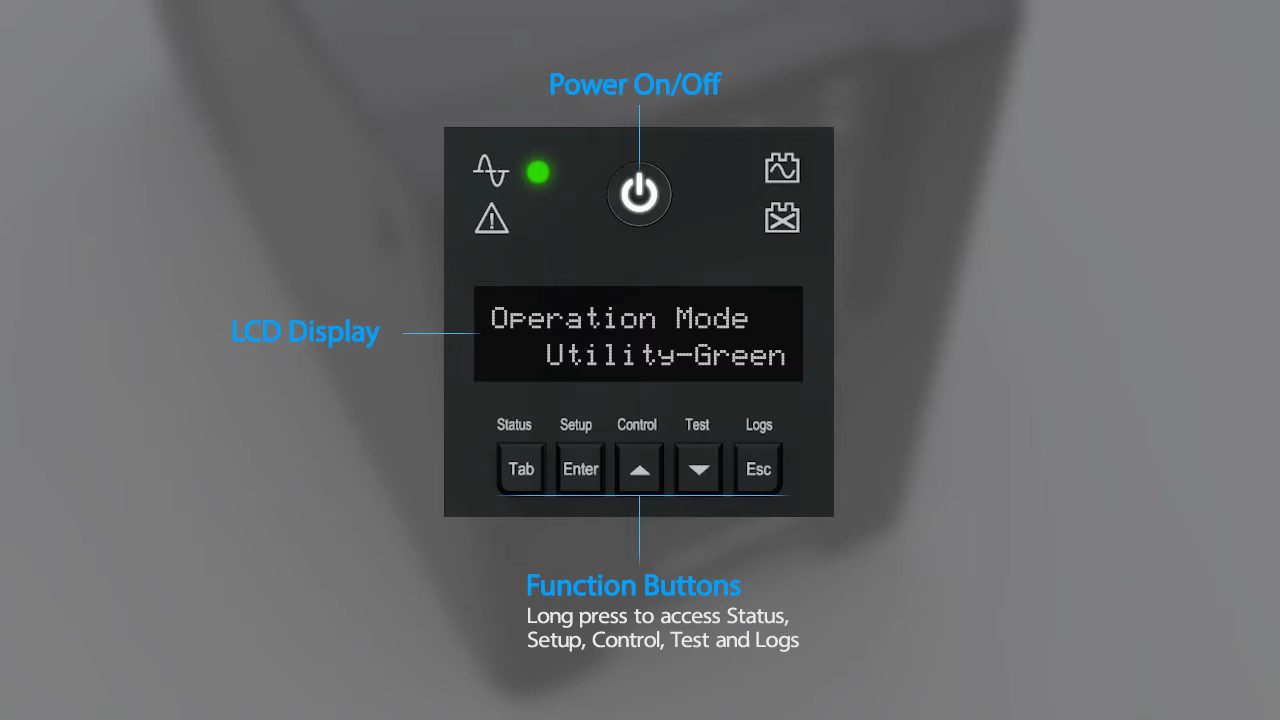 Power On/Off
LCD Display
Operation Mode
Utility-Green
Status Setup Control Test Logs
Tab Enter Esc
Function Buttons
Long press to access Status,
Setup, Control, Test and Logs